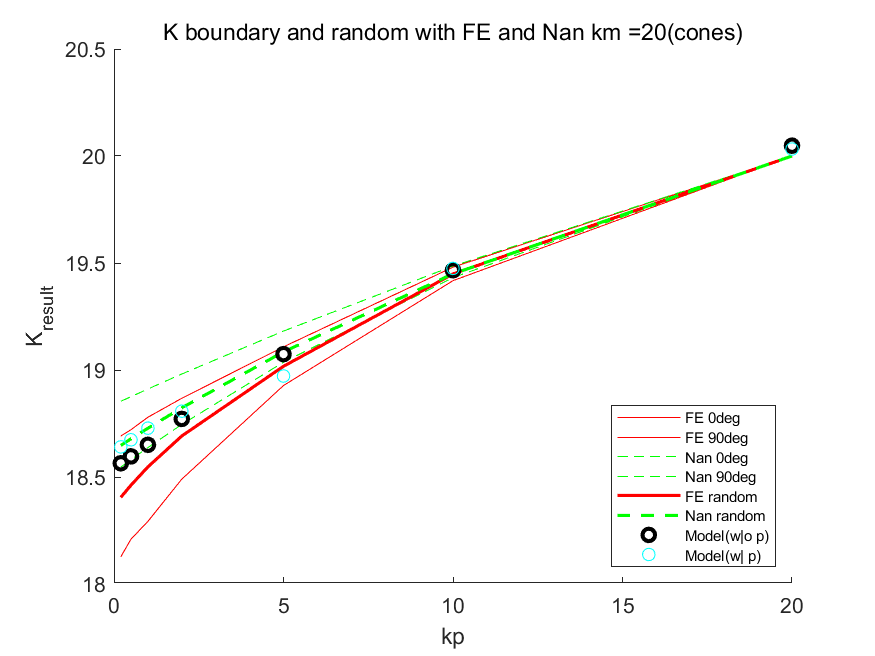 K boundary and random with FE and Nan km =20(cones)
20.5
20
19.5
19
18.5
18
K_result
0
5
10
15
20
kp
FE 0deg
FE 90deg
Nan 0deg
Nan 90deg
FE random
Nan random
Model(w|o p)
Model(w| p)